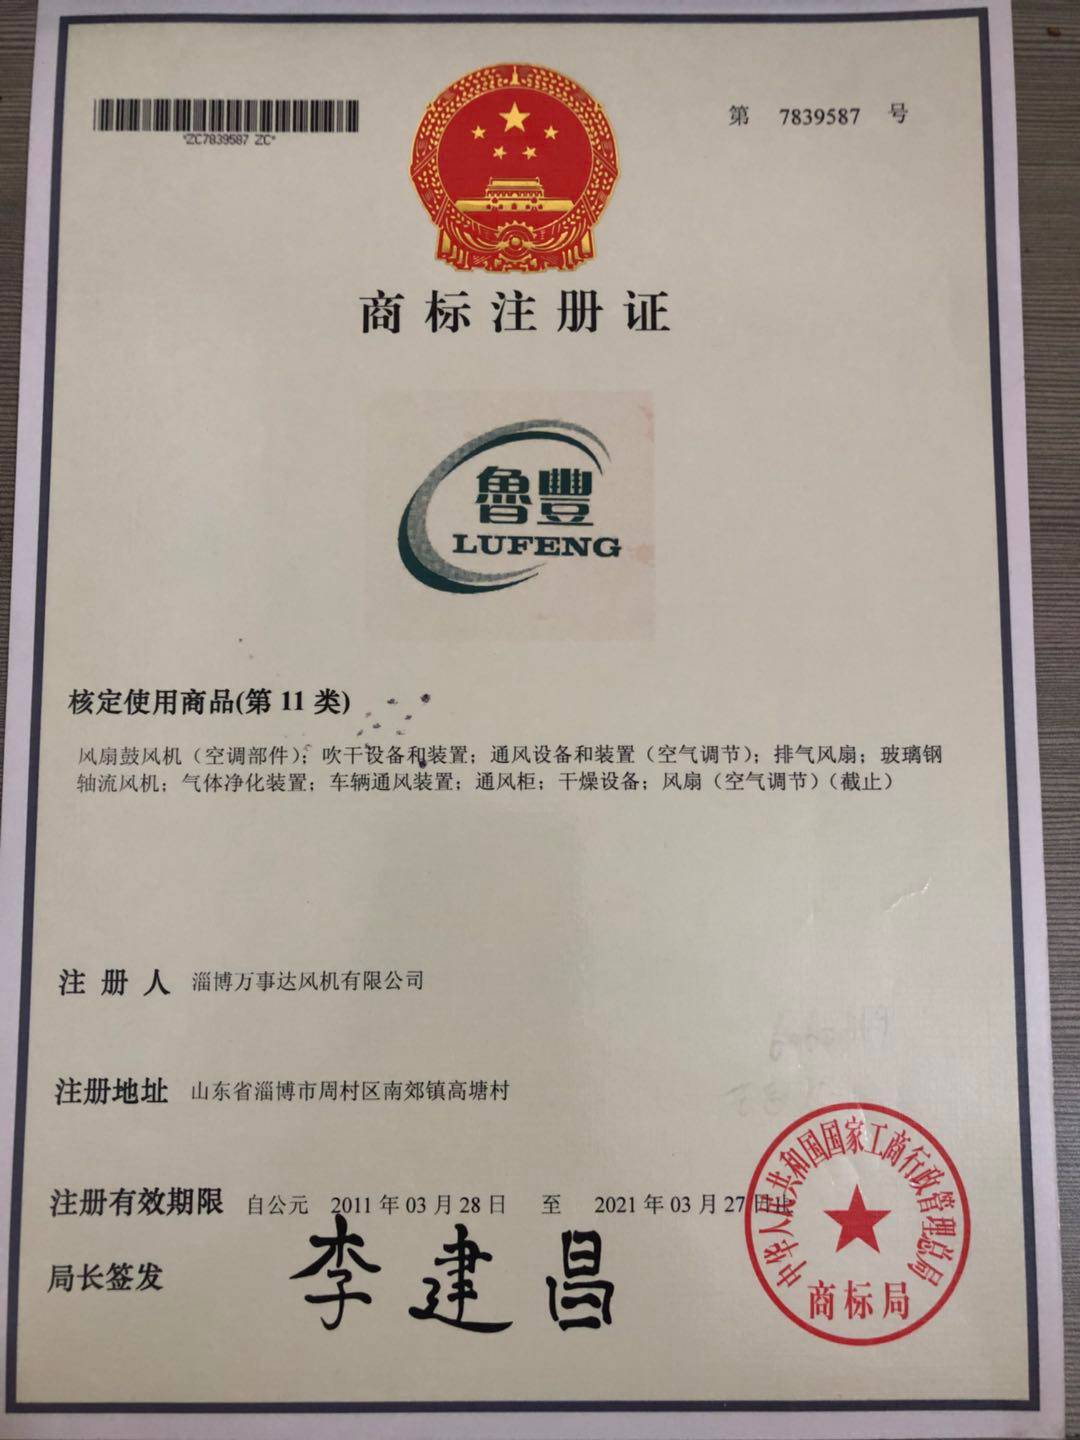 *ZC7839587 ZC*
第 7839587 号
商标注册证
魯豐
LUFENG
核定使用商品(第 11 类)
风扇鼓风机（空调部件）；吹干设备和装置；通风设备和装置（空气调节）；排气风扇；玻璃钢
轴流风机；气体净化装置；车辆通风装置；通风柜；干燥设备；风扇（空气调节）（截止）
注册人 淄博万事达风机有限公司
注册地址 山东省淄博市周村区南郊镇高塘村
注册有效期限 自公元 2011 年 03 月 28 日 至 2021 年 03 月 27 日止
局长签发 李建昌
中华人民共和国国家工商行政管理总局
商标局